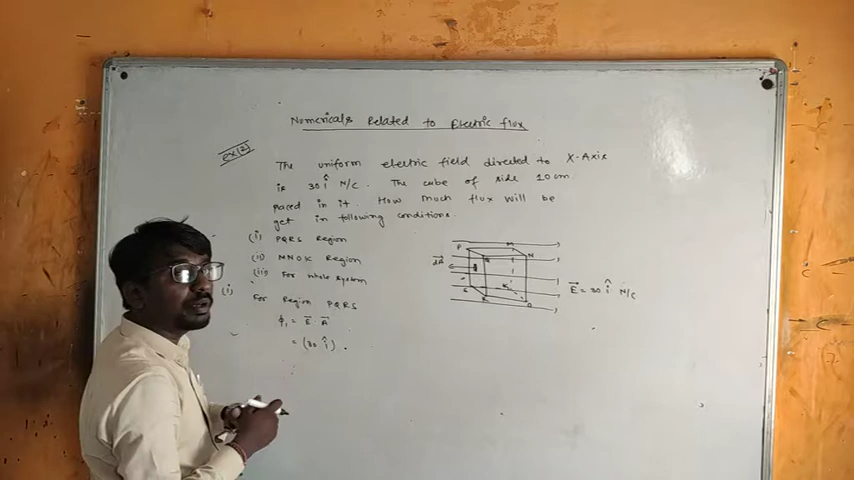 Numericals Related to Electric flux
Ex(2)
The uniform electric field directed to X-Axis
is 30 î N/C. The cube of side 10 cm
paced in it. How much flux will be
get in following conditions.
(i) PQRS Region
(ii) MNOK Region
(iii) For whole system
P M
Q N
dA
S K
R O
E⃗ = 30 î N/C
(i) For Region PQRS
ϕ₁ = E⃗ A⃗
= (30 î) .